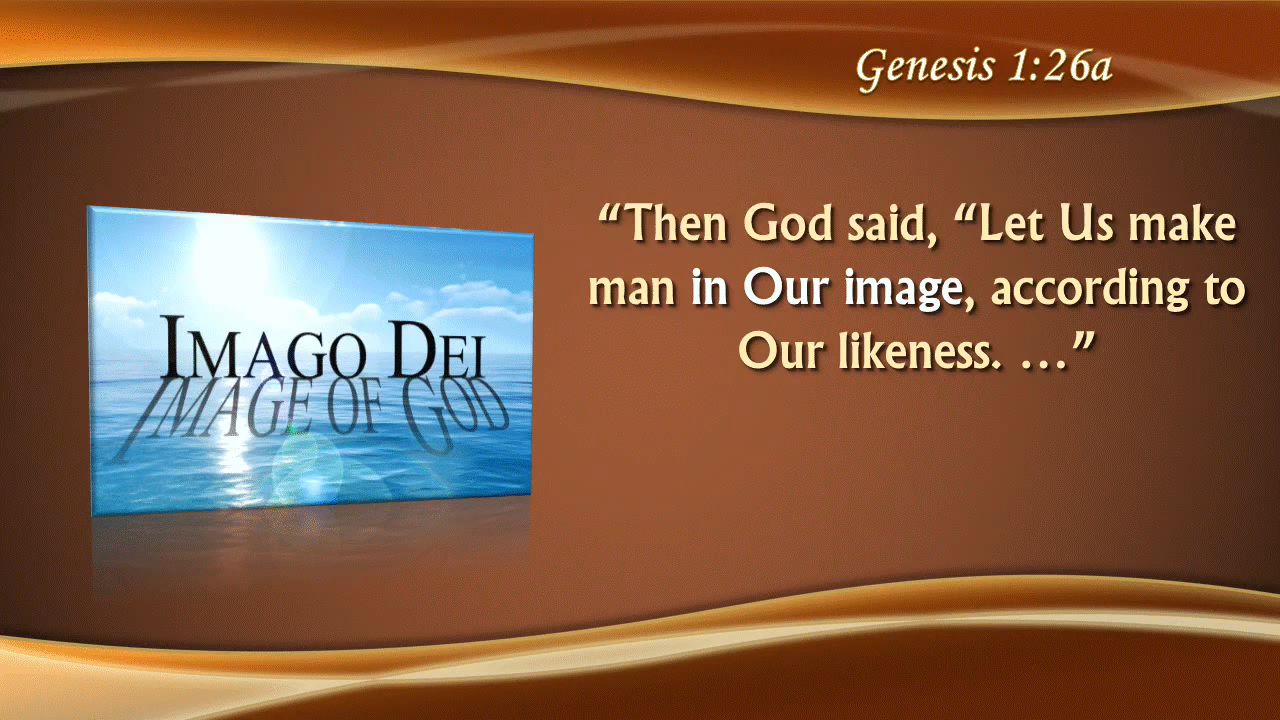 Genesis 1:26a
“Then God said, “Let Us make
man in Our image, according to
Our likeness. …”
IMAGO DEI
IMAGE OF GOD